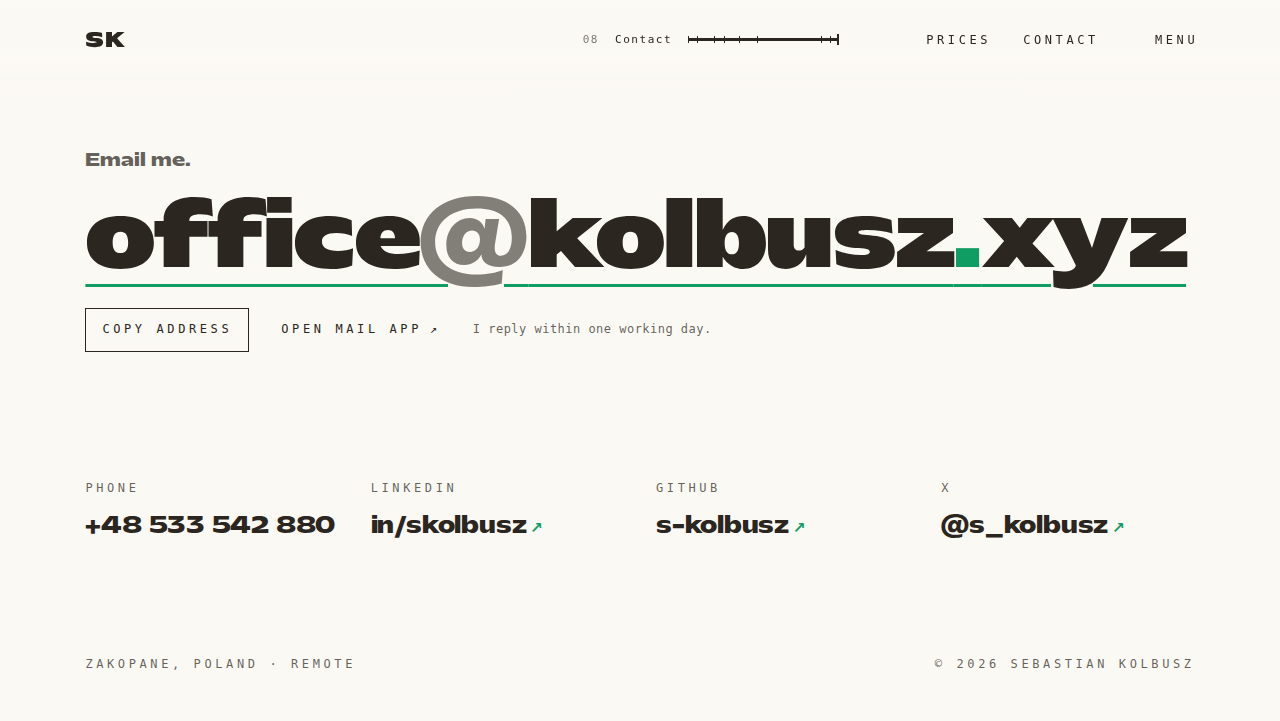 SK
08 Contact
PRICES CONTACT MENU
Email me.
office@kolbusz.xyz
COPY ADDRESS OPEN MAIL APP ↗ I reply within one working day.
PHONE LINKEDIN GITHUB X
+48 533 542 880 in/skolbusz ↗ s-kolbusz ↗ @s_kolbusz ↗
ZAKOPANE, POLAND · REMOTE © 2026 SEBASTIAN KOLBUSZ